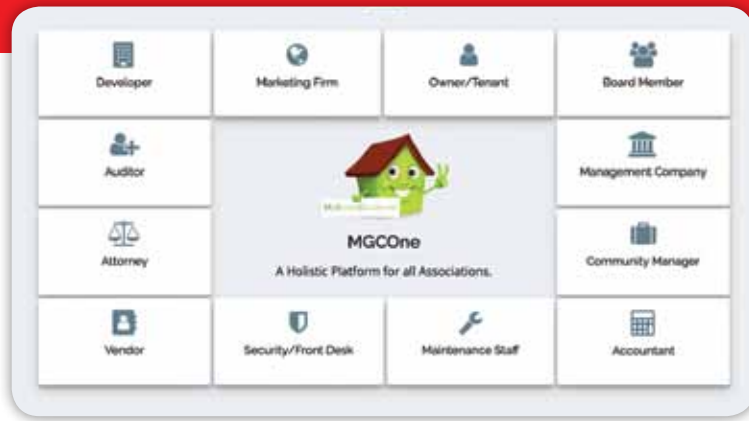 Developer
Marketing Firm
Owner/Tenant
Board Member
Auditor
Management Company
MGCOne
A Holistic Platform for all Associations.
Attorney
Community Manager
Vendor
Security/Front Desk
Maintenance Staff
Accountant